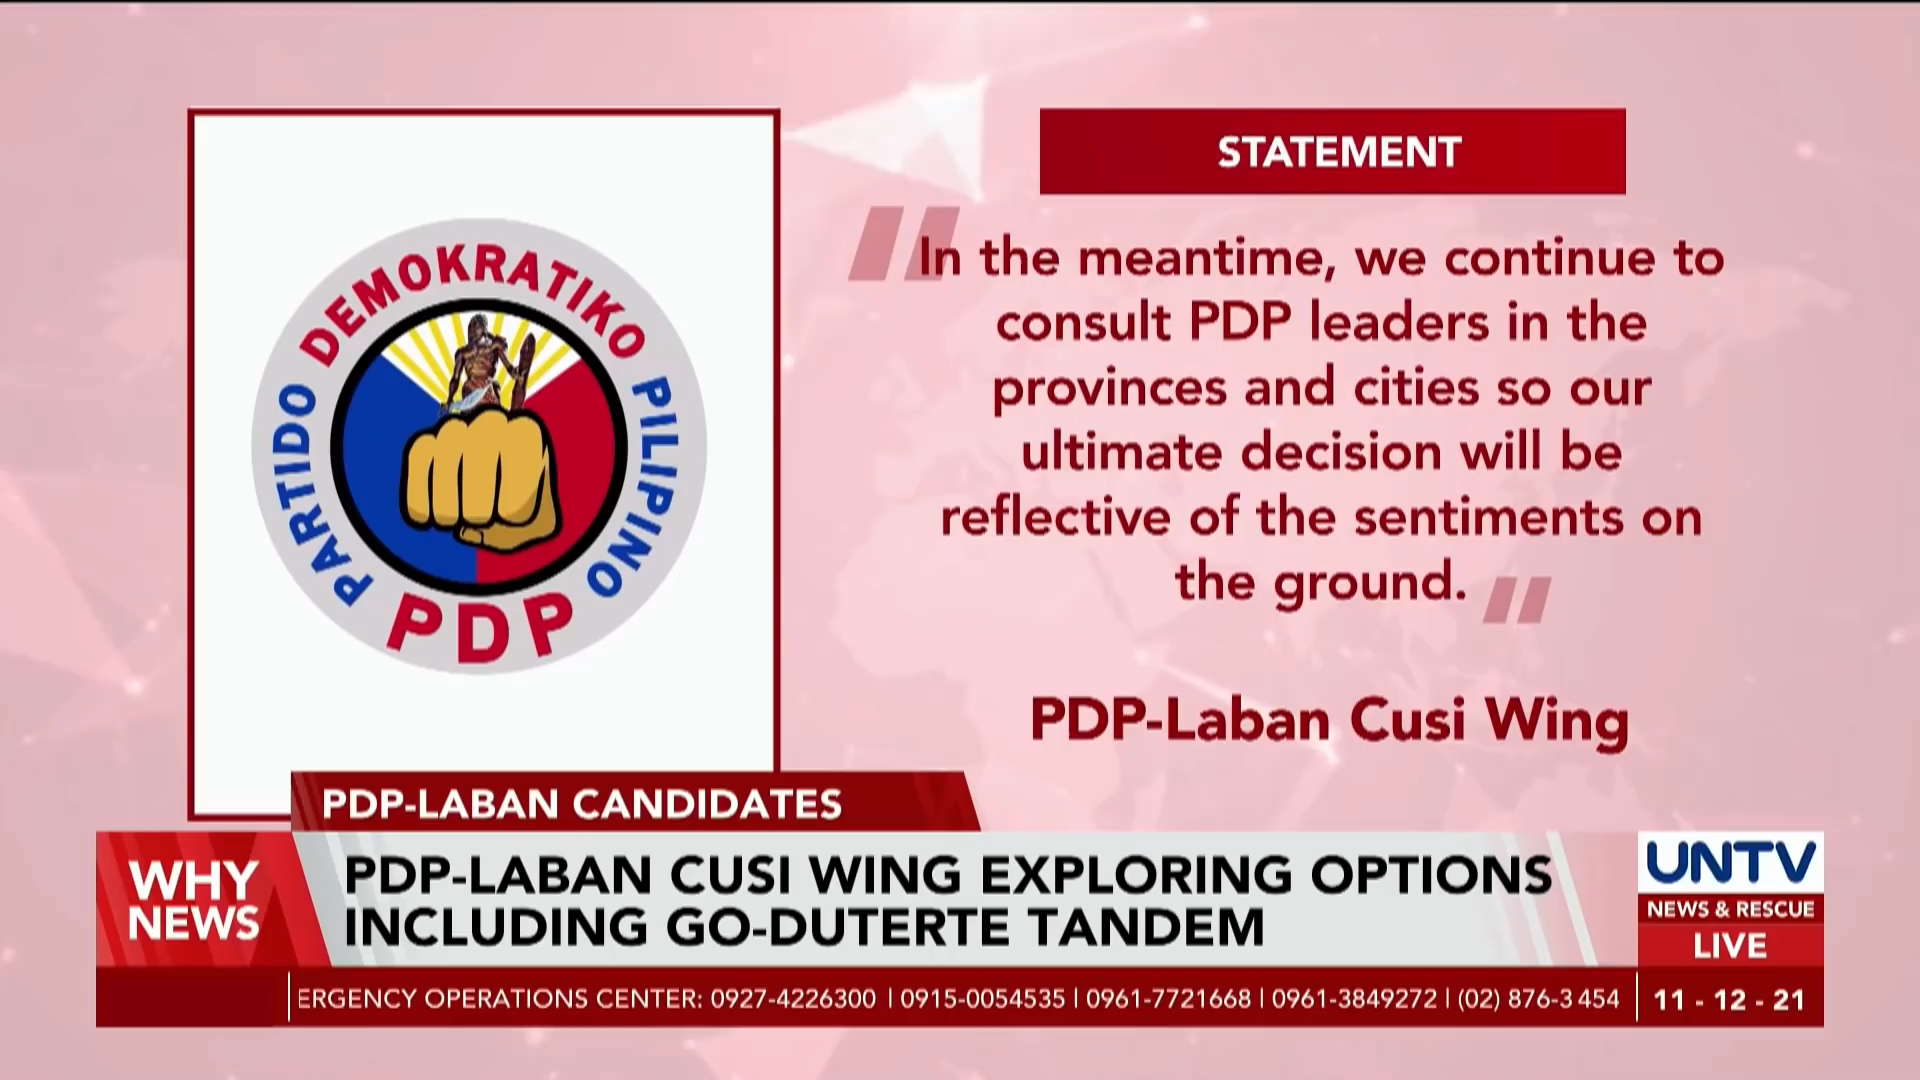 PARTIDO DEMOKRATIKO PILIPINO
PDP
STATEMENT
"In the meantime, we continue to
consult PDP leaders in the
provinces and cities so our
ultimate decision will be
reflective of the sentiments on
the ground."
PDP-Laban Cusi Wing
PDP-LABAN CANDIDATES
WHY
NEWS
PDP-LABAN CUSI WING EXPLORING OPTIONS
INCLUDING GO-DUTERTE TANDEM
UNTV
NEWS & RESCUE
LIVE
ERGENCY OPERATIONS CENTER: 0927-4226300 | 0915-0054535 | 0961-7721668 | 0961-3849272 | (02) 876-3454
11 - 12 - 21